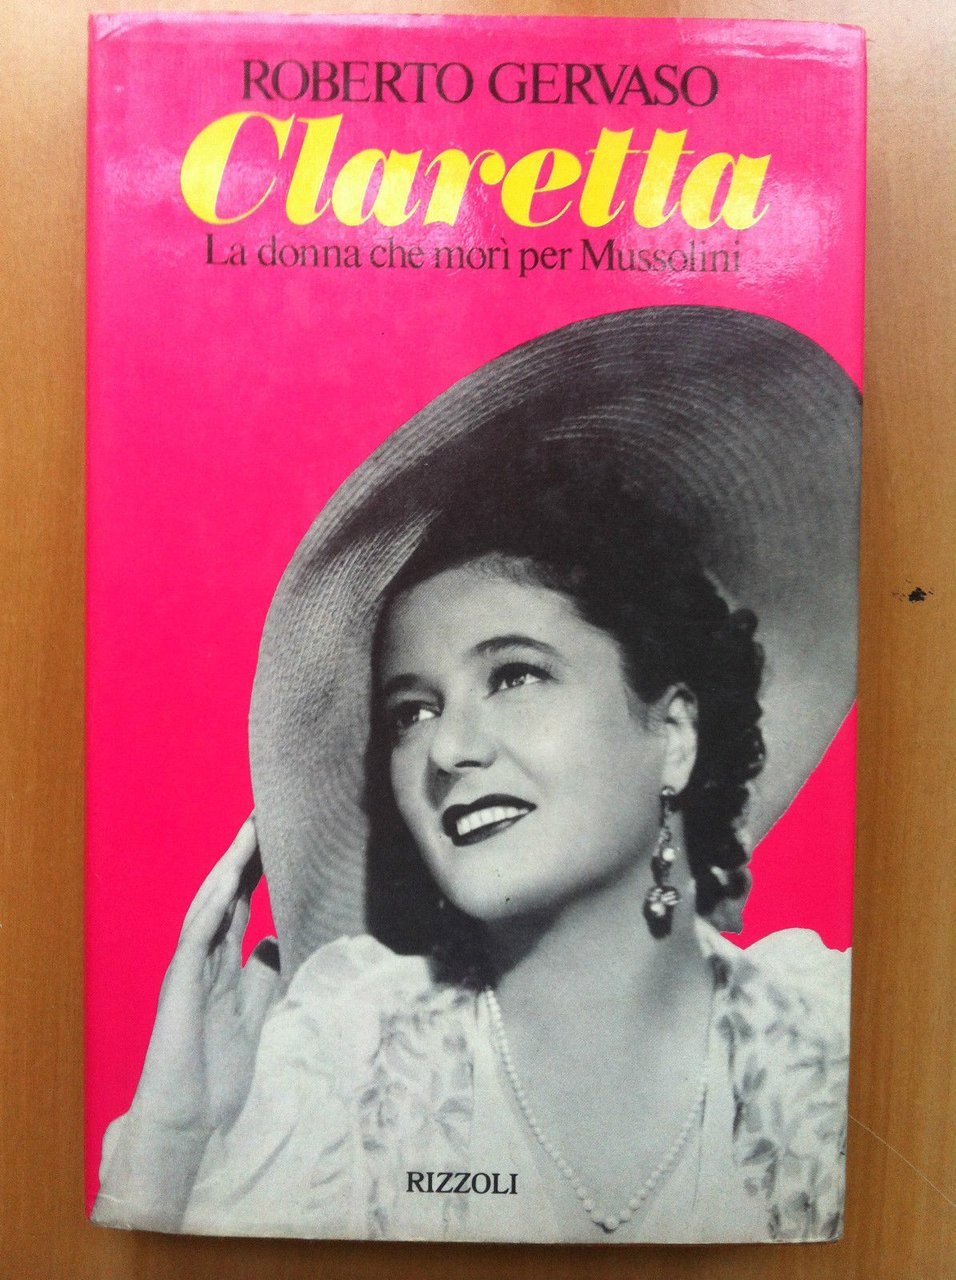 ROBERTO GERVASO
Claretta
La donna che morì per Mussolini
RIZZOLI